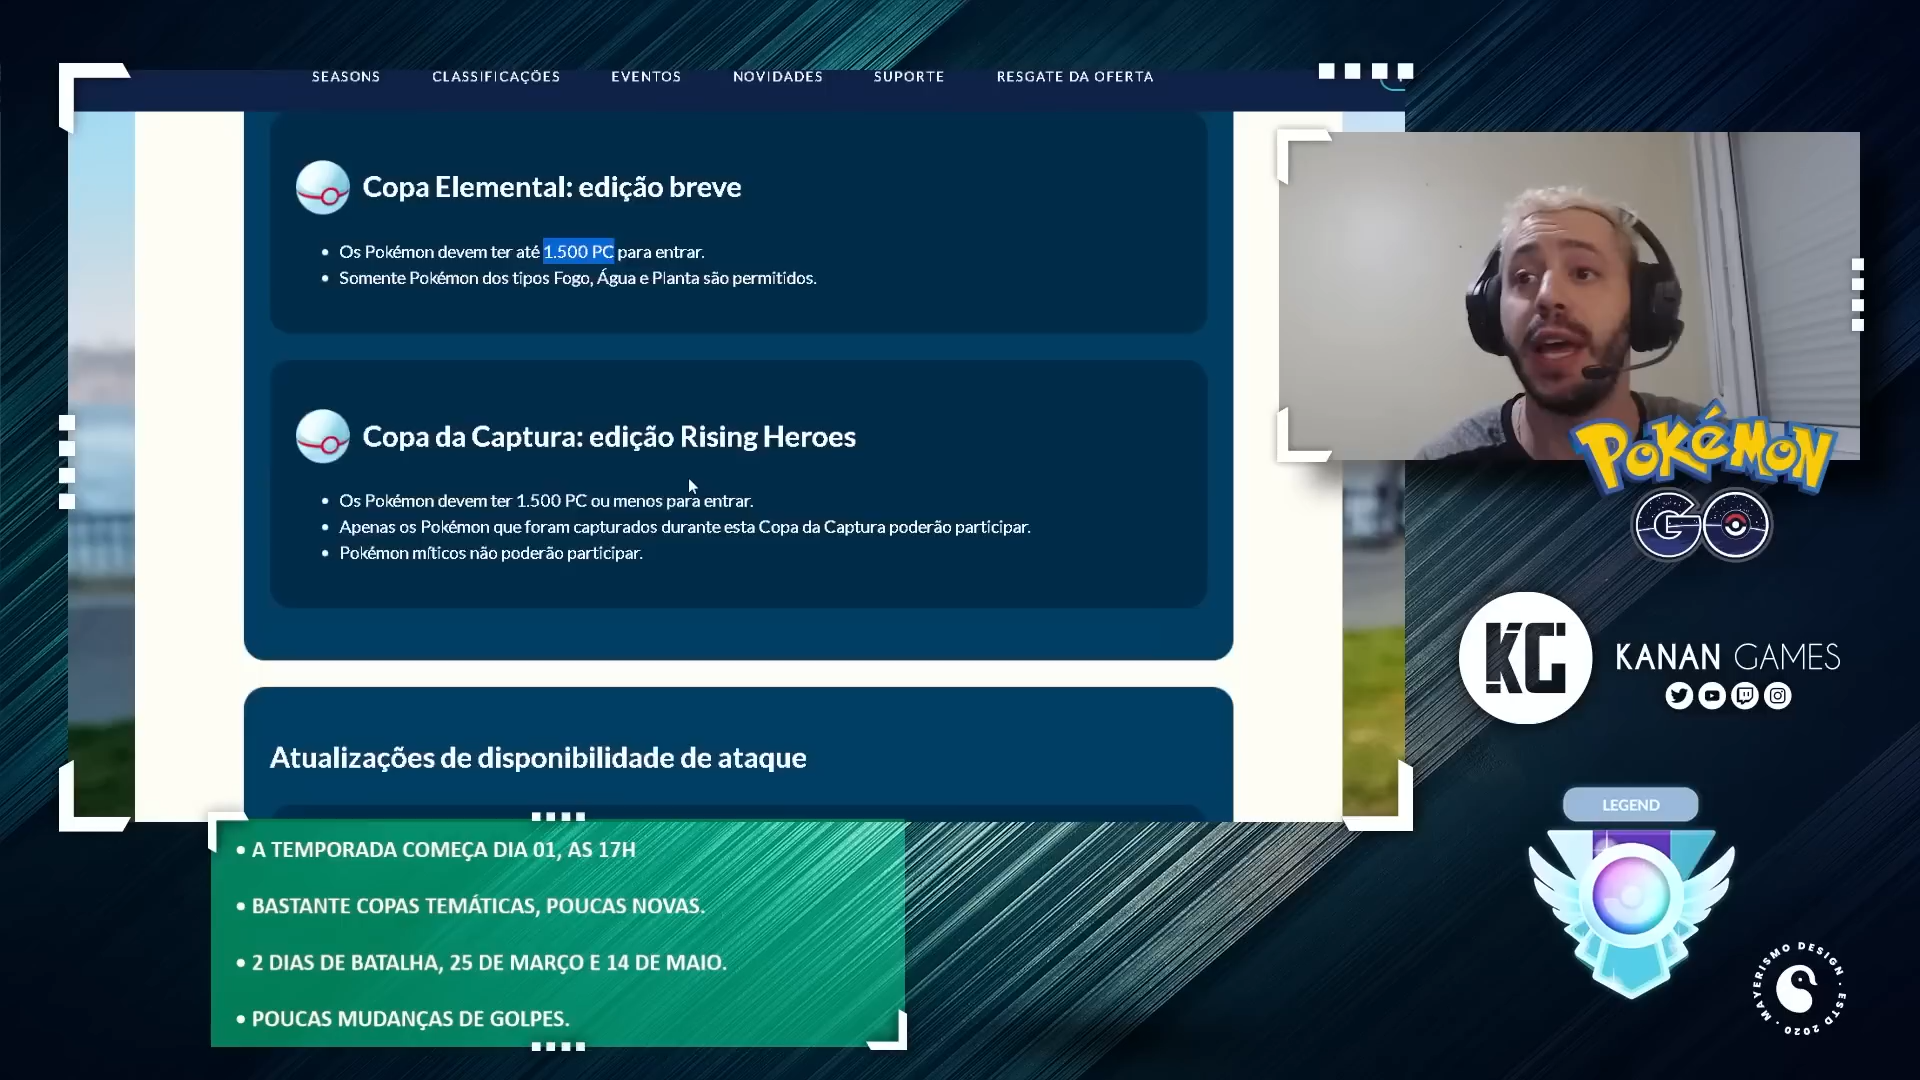 SEASONS CLASSIFICAÇÕES EVENTOS NOVIDADES SUPORTE RESGATE DA OFERTA
Copa Elemental: edição breve
• Os Pokémon devem ter até 1.500 PC para entrar.
• Somente Pokémon dos tipos Fogo, Água e Planta são permitidos.
Copa da Captura: edição Rising Heroes
• Os Pokémon devem ter 1.500 PC ou menos para entrar.
• Apenas os Pokémon que foram capturados durante esta Copa da Captura poderão participar.
• Pokémon míticos não poderão participar.
Atualizações de disponibilidade de ataque
• A TEMPORADA COMEÇA DIA 01, AS 17H
• BASTANTE COPAS TEMÁTICAS, POUCAS NOVAS.
• 2 DIAS DE BATALHA, 25 DE MARÇO E 14 DE MAIO.
• POUCAS MUDANÇAS DE GOLPES.
POKéMON
GO
KG
KANAN GAMES
LEGEND
MAYERISMO DESIGN · ESTD 2020 ·